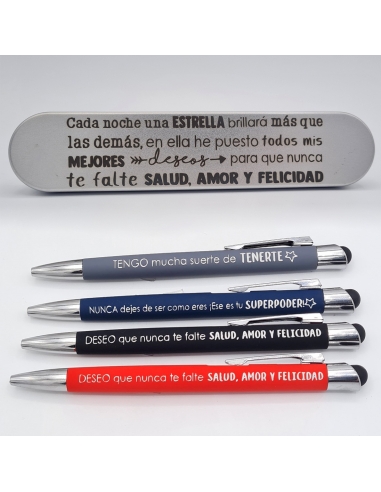 Cada noche una ESTRELLA brillará más que
las demás, en ella he puesto todos mis
MEJORES deseos para que nunca
te falte SALUD, AMOR Y FELICIDAD
TENGO mucha suerte de TENERTE
NUNCA dejes de ser como eres ¡Ese es tu SUPERPODER!
DESEO que nunca te falte SALUD, AMOR Y FELICIDAD
DESEO que nunca te falte SALUD, AMOR Y FELICIDAD